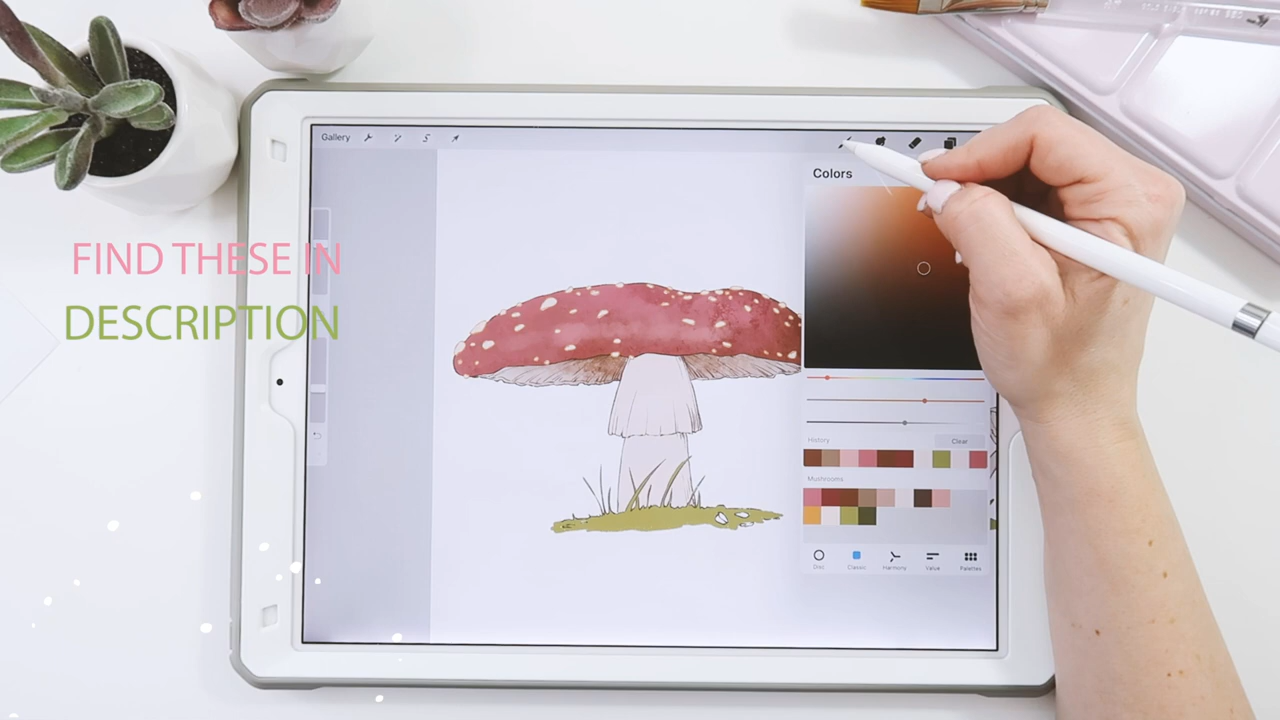 Gallery
Colors
FIND THESE IN
DESCRIPTION
History
Clear
Mushrooms
Disc
Classic
Harmony
Value
Palettes